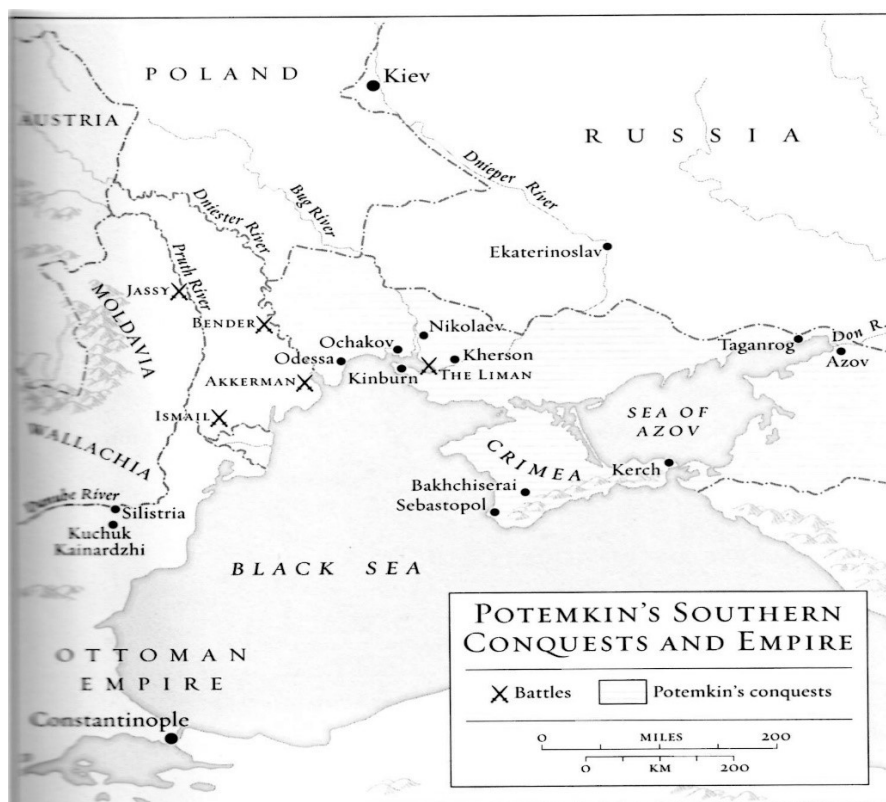 POLAND
Kiev
AUSTRIA
RUSSIA
Dnieper River
Dniester River
Bug River
Pruth River
Ekaterinoslav
JASSY
MOLDAVIA
BENDER
Nikolaev
Ochakov
Odessa
Kherson
Taganrog
Don R.
Azov
Kinburn
THE LIMAN
AKKERMAN
ISMAIL
SEA OF
AZOV
CRIMEA
WALLACHIA
Kerch
Bakhchiserai
Sebastopol
Danube River
Silistria
Kuchuk
Kainardzhi
BLACK SEA
OTTOMAN
EMPIRE
Constantinople
POTEMKIN'S SOUTHERN
CONQUESTS AND EMPIRE
Battles Potemkin's conquests
0 MILES 200
0 KM 200